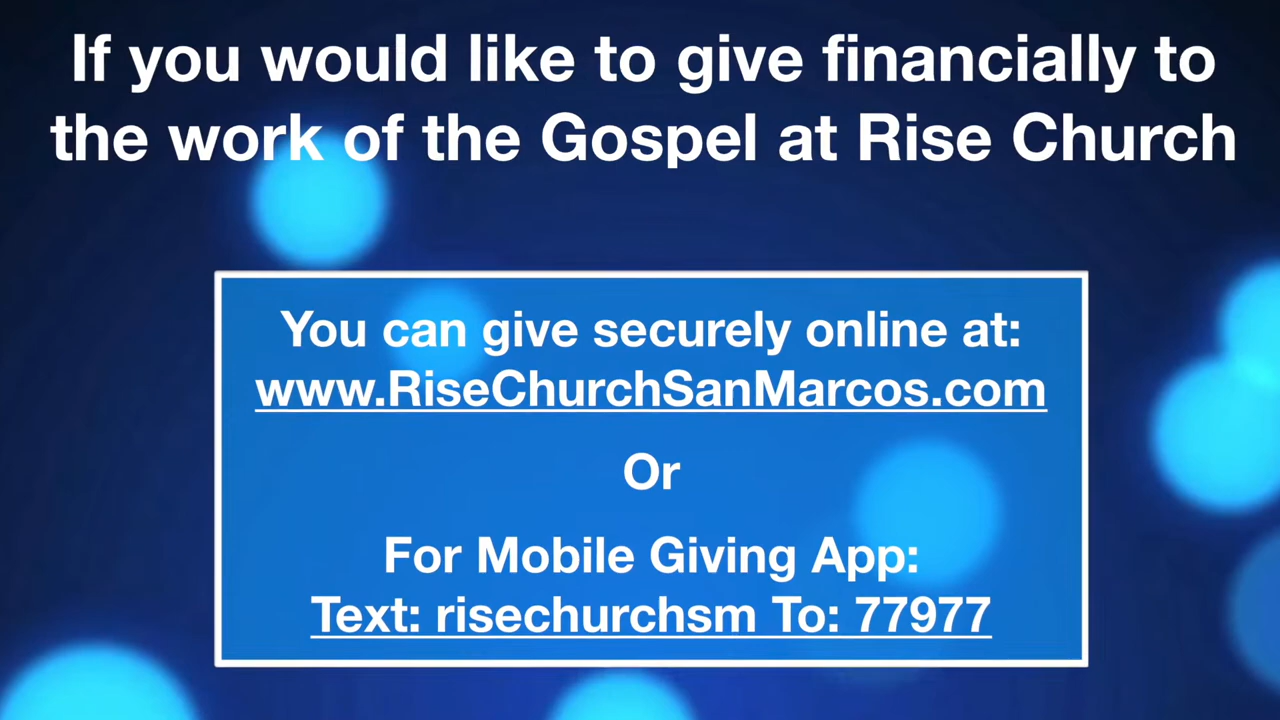 If you would like to give financially to
the work of the Gospel at Rise Church
You can give securely online at:
www.RiseChurchSanMarcos.com
Or
For Mobile Giving App:
Text: risechurchsm To: 77977